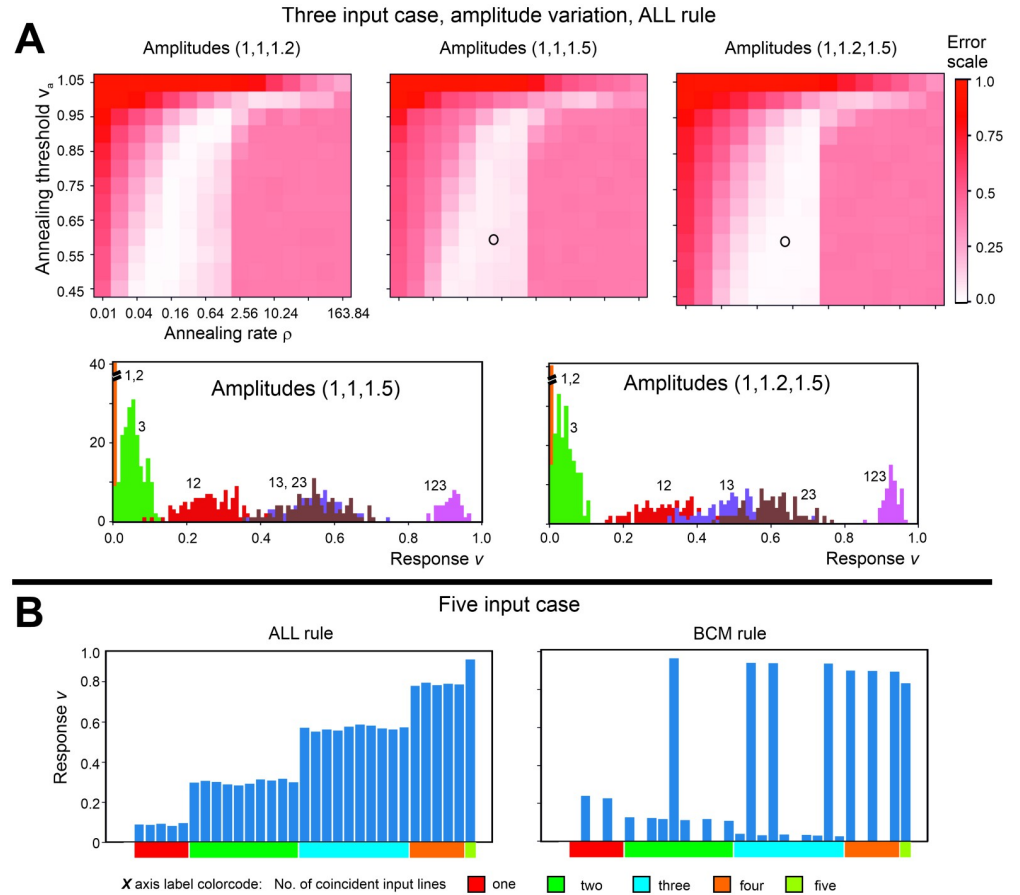 Three input case, amplitude variation, ALL rule
A
Amplitudes (1,1,1.2)
Amplitudes (1,1,1.5)
Amplitudes (1,1.2,1.5)
Error
scale
Annealing threshold va
1.05
0.95
0.85
0.75
0.65
0.55
0.45
0.01 0.04 0.16 0.64 2.56 10.24 163.84
Annealing rate ρ
1.0
0.75
0.5
0.25
0.0
40
20
0
1,2
3
12
13, 23
123
Amplitudes (1,1,1.5)
0.0 0.2 0.4 0.6 0.8 1.0
Response v
1,2
3
12
13
23
123
Amplitudes (1,1.2,1.5)
0.0 0.2 0.4 0.6 0.8 1.0
Response v
B
Five input case
ALL rule
BCM rule
Response v
1.0
0.8
0.6
0.4
0.2
0
X axis label colorcode: No. of coincident input lines one two three four five